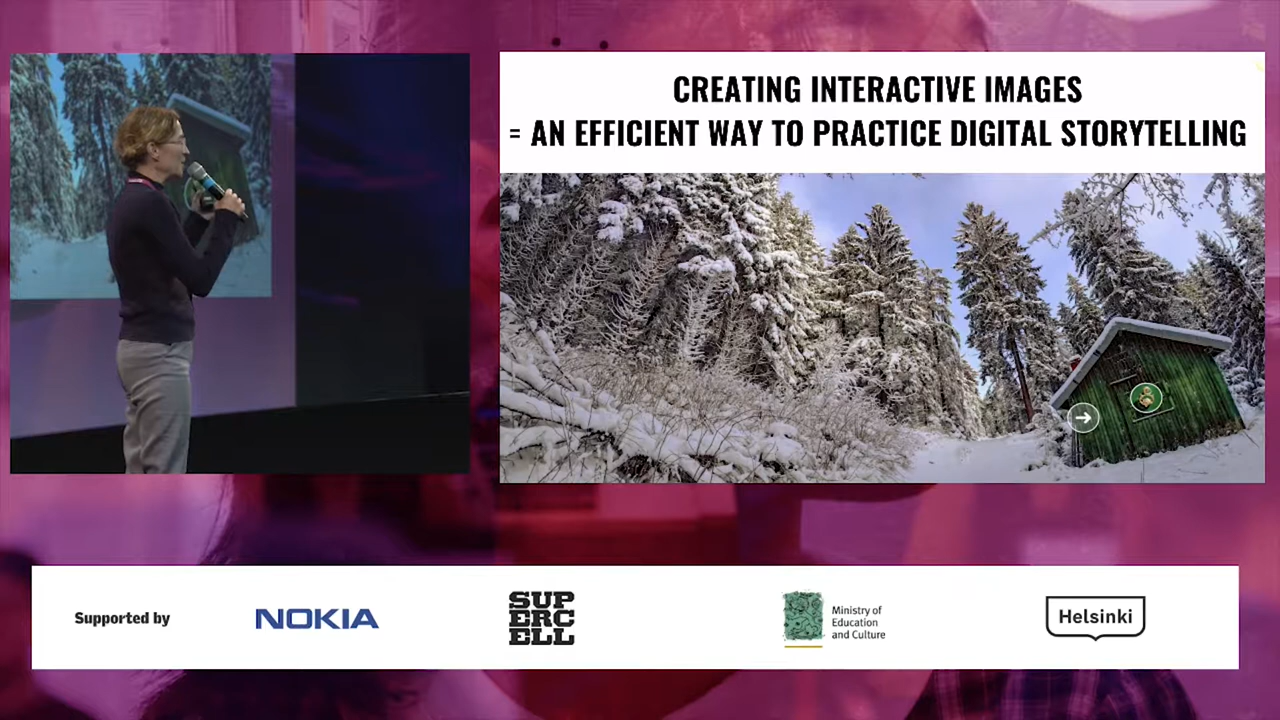 CREATING INTERACTIVE IMAGES
= AN EFFICIENT WAY TO PRACTICE DIGITAL STORYTELLING
Supported by
NOKIA
SUP
ERC
ELL
Ministry of
Education
and Culture
Helsinki